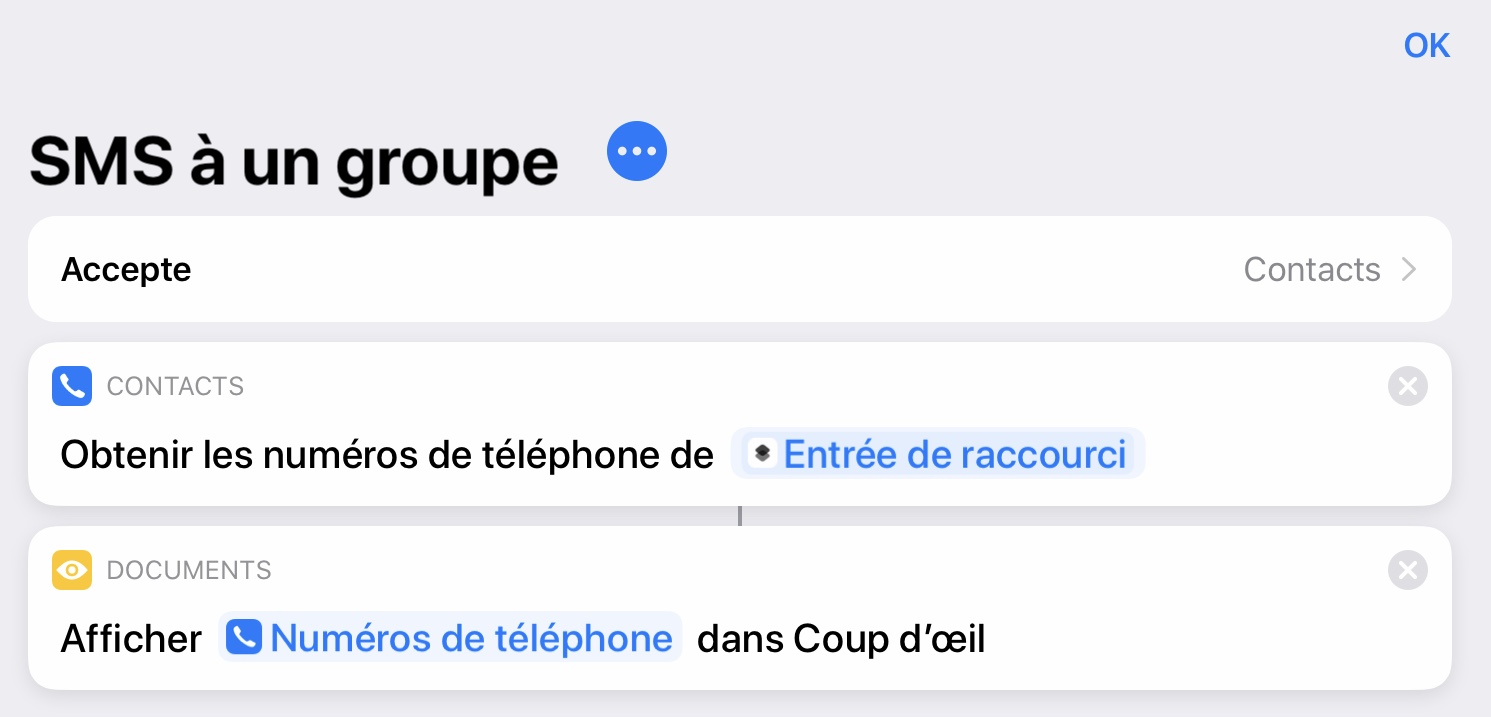 OK
SMS à un groupe
Accepte Contacts
CONTACTS
Obtenir les numéros de téléphone de Entrée de raccourci
DOCUMENTS
Afficher Numéros de téléphone dans Coup d’œil